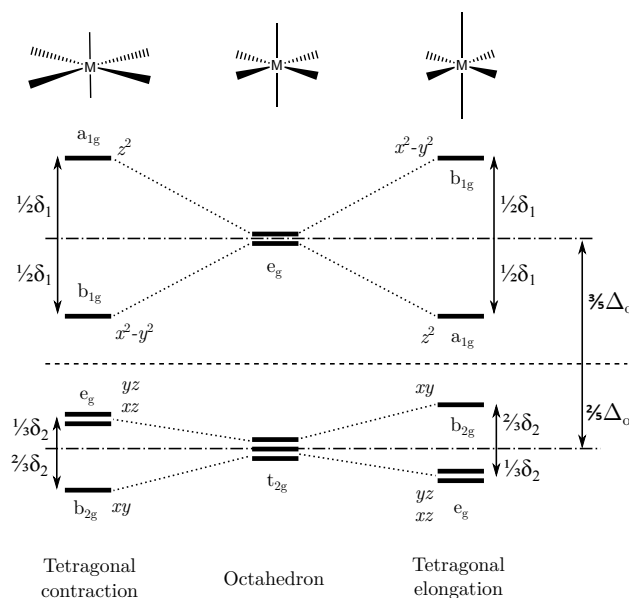 M
M
M
a1g
z²
x²-y²
b1g
½δ1
½δ1
eg
½δ1
½δ1
⅗Δo
b1g
x²-y²
z²
a1g
eg
yz
xz
xy
b2g
⅓δ2
⅔δ2
⅔δ2
⅓δ2
⅖Δo
t2g
b2g
xy
yz
xz
eg
Tetragonal
contraction
Octahedron
Tetragonal
elongation